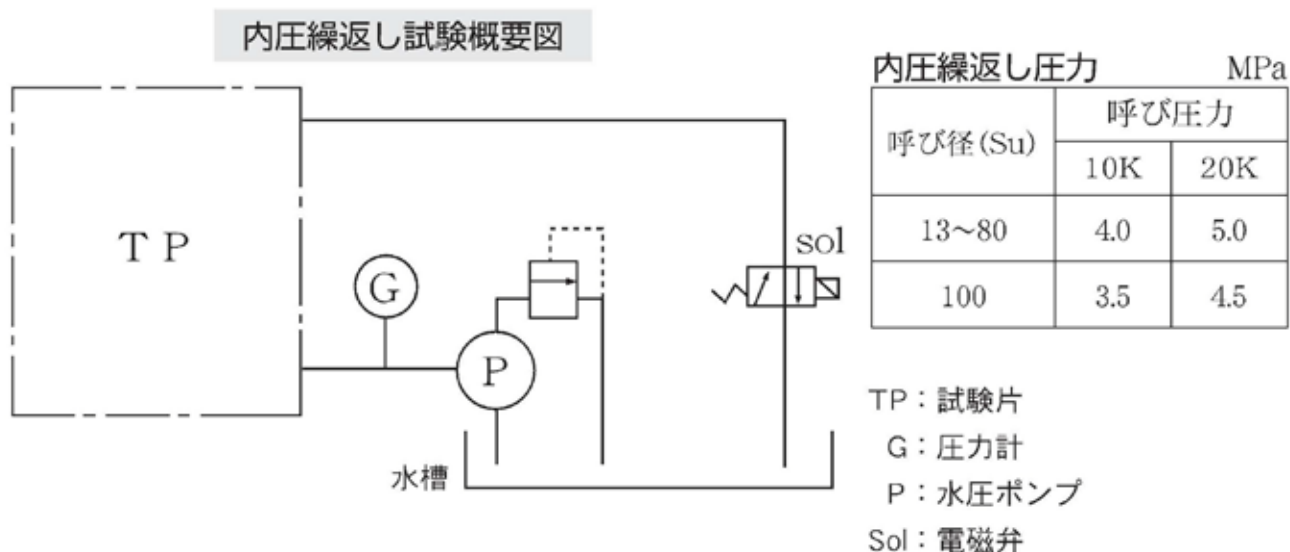 内圧繰返し試験概要図
TP
G
P
sol
水槽
内圧繰返し圧力 MPa
呼び径(Su) 呼び圧力
10K 20K
13~80 4.0 5.0
100 3.5 4.5
TP:試験片
G:圧力計
P:水圧ポンプ
Sol:電磁弁